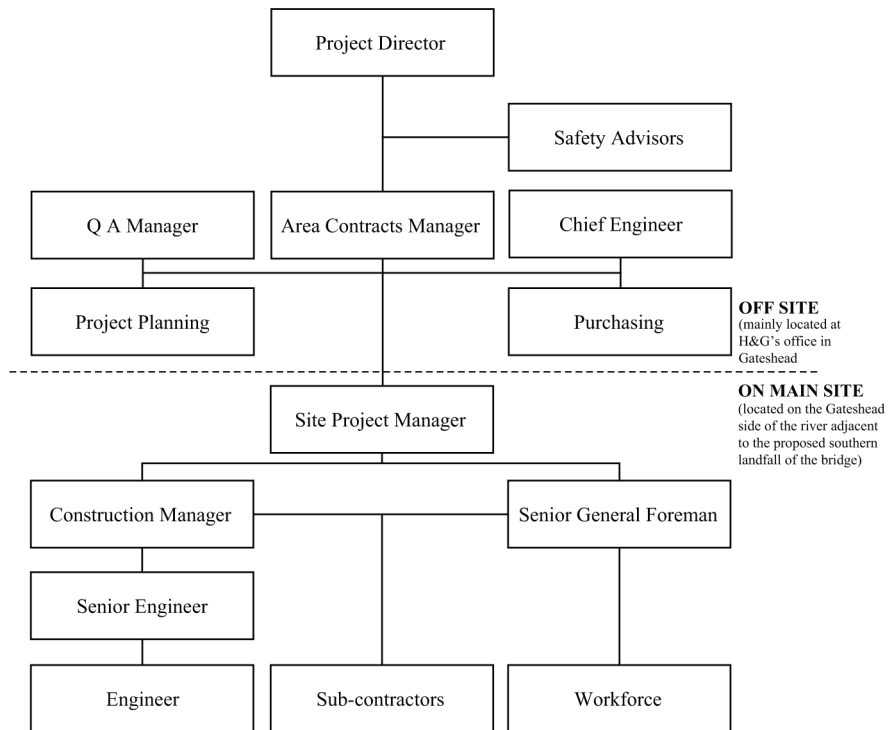 Project Director
Safety Advisors
Q A Manager
Area Contracts Manager
Chief Engineer
Project Planning
Purchasing
OFF SITE
(mainly located at
H&G's office in
Gateshead
ON MAIN SITE
(located on the Gateshead
side of the river adjacent
to the proposed southern
landfall of the bridge)
Site Project Manager
Construction Manager
Senior General Foreman
Senior Engineer
Engineer
Sub-contractors
Workforce